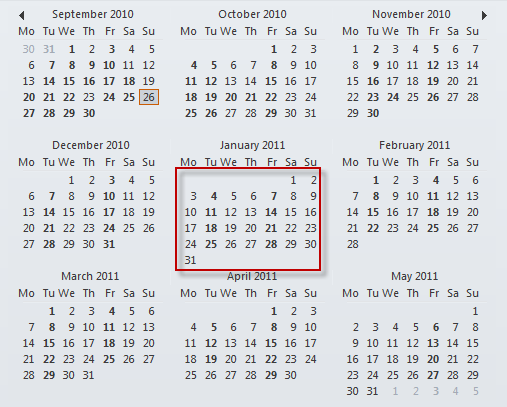 September 2010
Mo Tu We Th Fr Sa Su
30 31 1 2 3 4 5
6 7 8 9 10 11 12
13 14 15 16 17 18 19
20 21 22 23 24 25 26
27 28 29 30
October 2010
Mo Tu We Th Fr Sa Su
1 2 3
4 5 6 7 8 9 10
11 12 13 14 15 16 17
18 19 20 21 22 23 24
25 26 27 28 29 30 31
November 2010
Mo Tu We Th Fr Sa Su
1 2 3 4 5 6 7
8 9 10 11 12 13 14
15 16 17 18 19 20 21
22 23 24 25 26 27 28
29 30
December 2010
Mo Tu We Th Fr Sa Su
1 2 3 4 5
6 7 8 9 10 11 12
13 14 15 16 17 18 19
20 21 22 23 24 25 26
27 28 29 30 31
January 2011
Mo Tu We Th Fr Sa Su
1 2
3 4 5 6 7 8 9
10 11 12 13 14 15 16
17 18 19 20 21 22 23
24 25 26 27 28 29 30
31
February 2011
Mo Tu We Th Fr Sa Su
1 2 3 4 5 6
7 8 9 10 11 12 13
14 15 16 17 18 19 20
21 22 23 24 25 26 27
28
March 2011
Mo Tu We Th Fr Sa Su
1 2 3 4 5 6
7 8 9 10 11 12 13
14 15 16 17 18 19 20
21 22 23 24 25 26 27
28 29 30 31
April 2011
Mo Tu We Th Fr Sa Su
1 2 3
4 5 6 7 8 9 10
11 12 13 14 15 16 17
18 19 20 21 22 23 24
25 26 27 28 29 30
May 2011
Mo Tu We Th Fr Sa Su
1
2 3 4 5 6 7 8
9 10 11 12 13 14 15
16 17 18 19 20 21 22
23 24 25 26 27 28 29
30 31 1 2 3 4 5